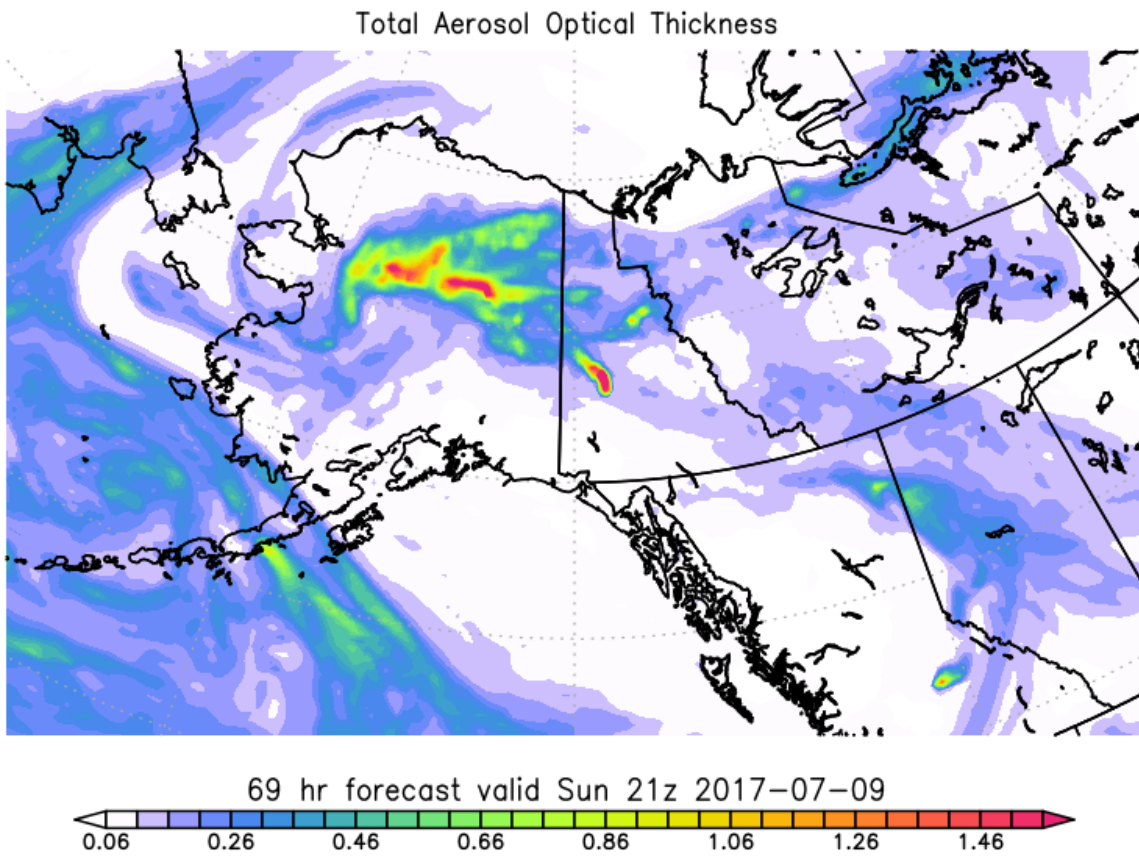 Total Aerosol Optical Thickness
69 hr forecast valid Sun 21z 2017-07-09
0.06 0.26 0.46 0.66 0.86 1.06 1.26 1.46